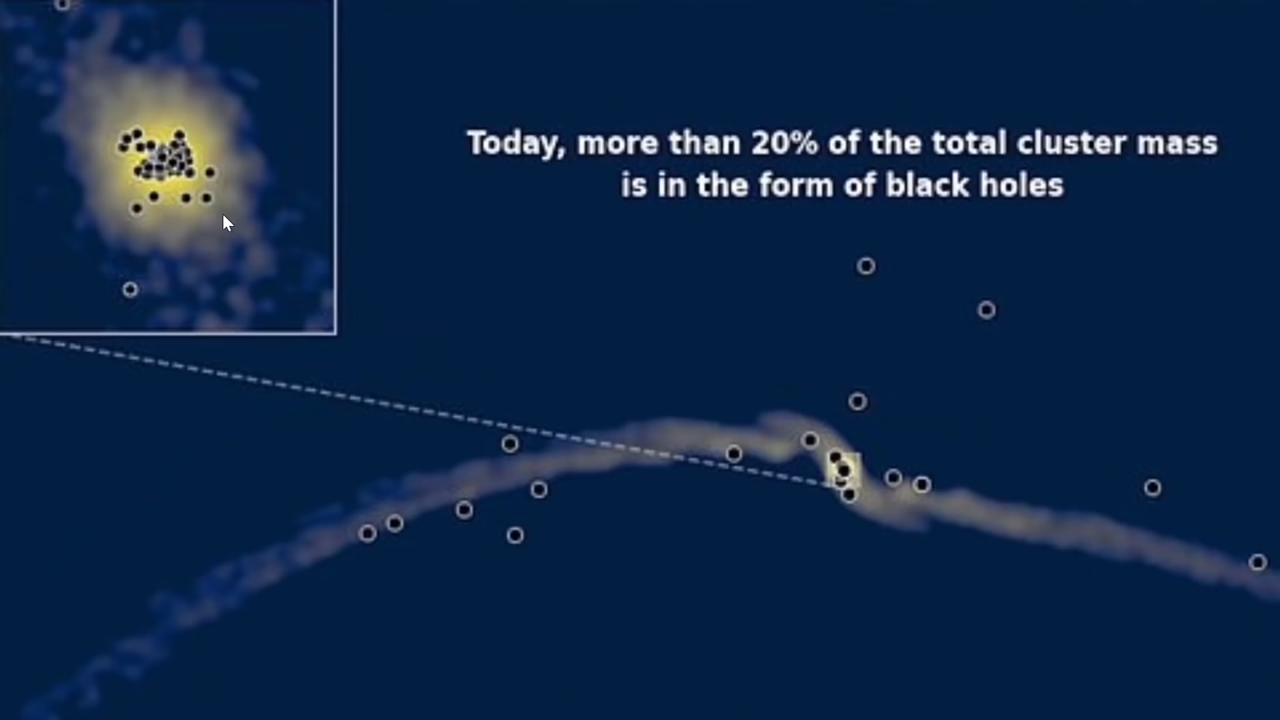 Today, more than 20% of the total cluster mass
is in the form of black holes